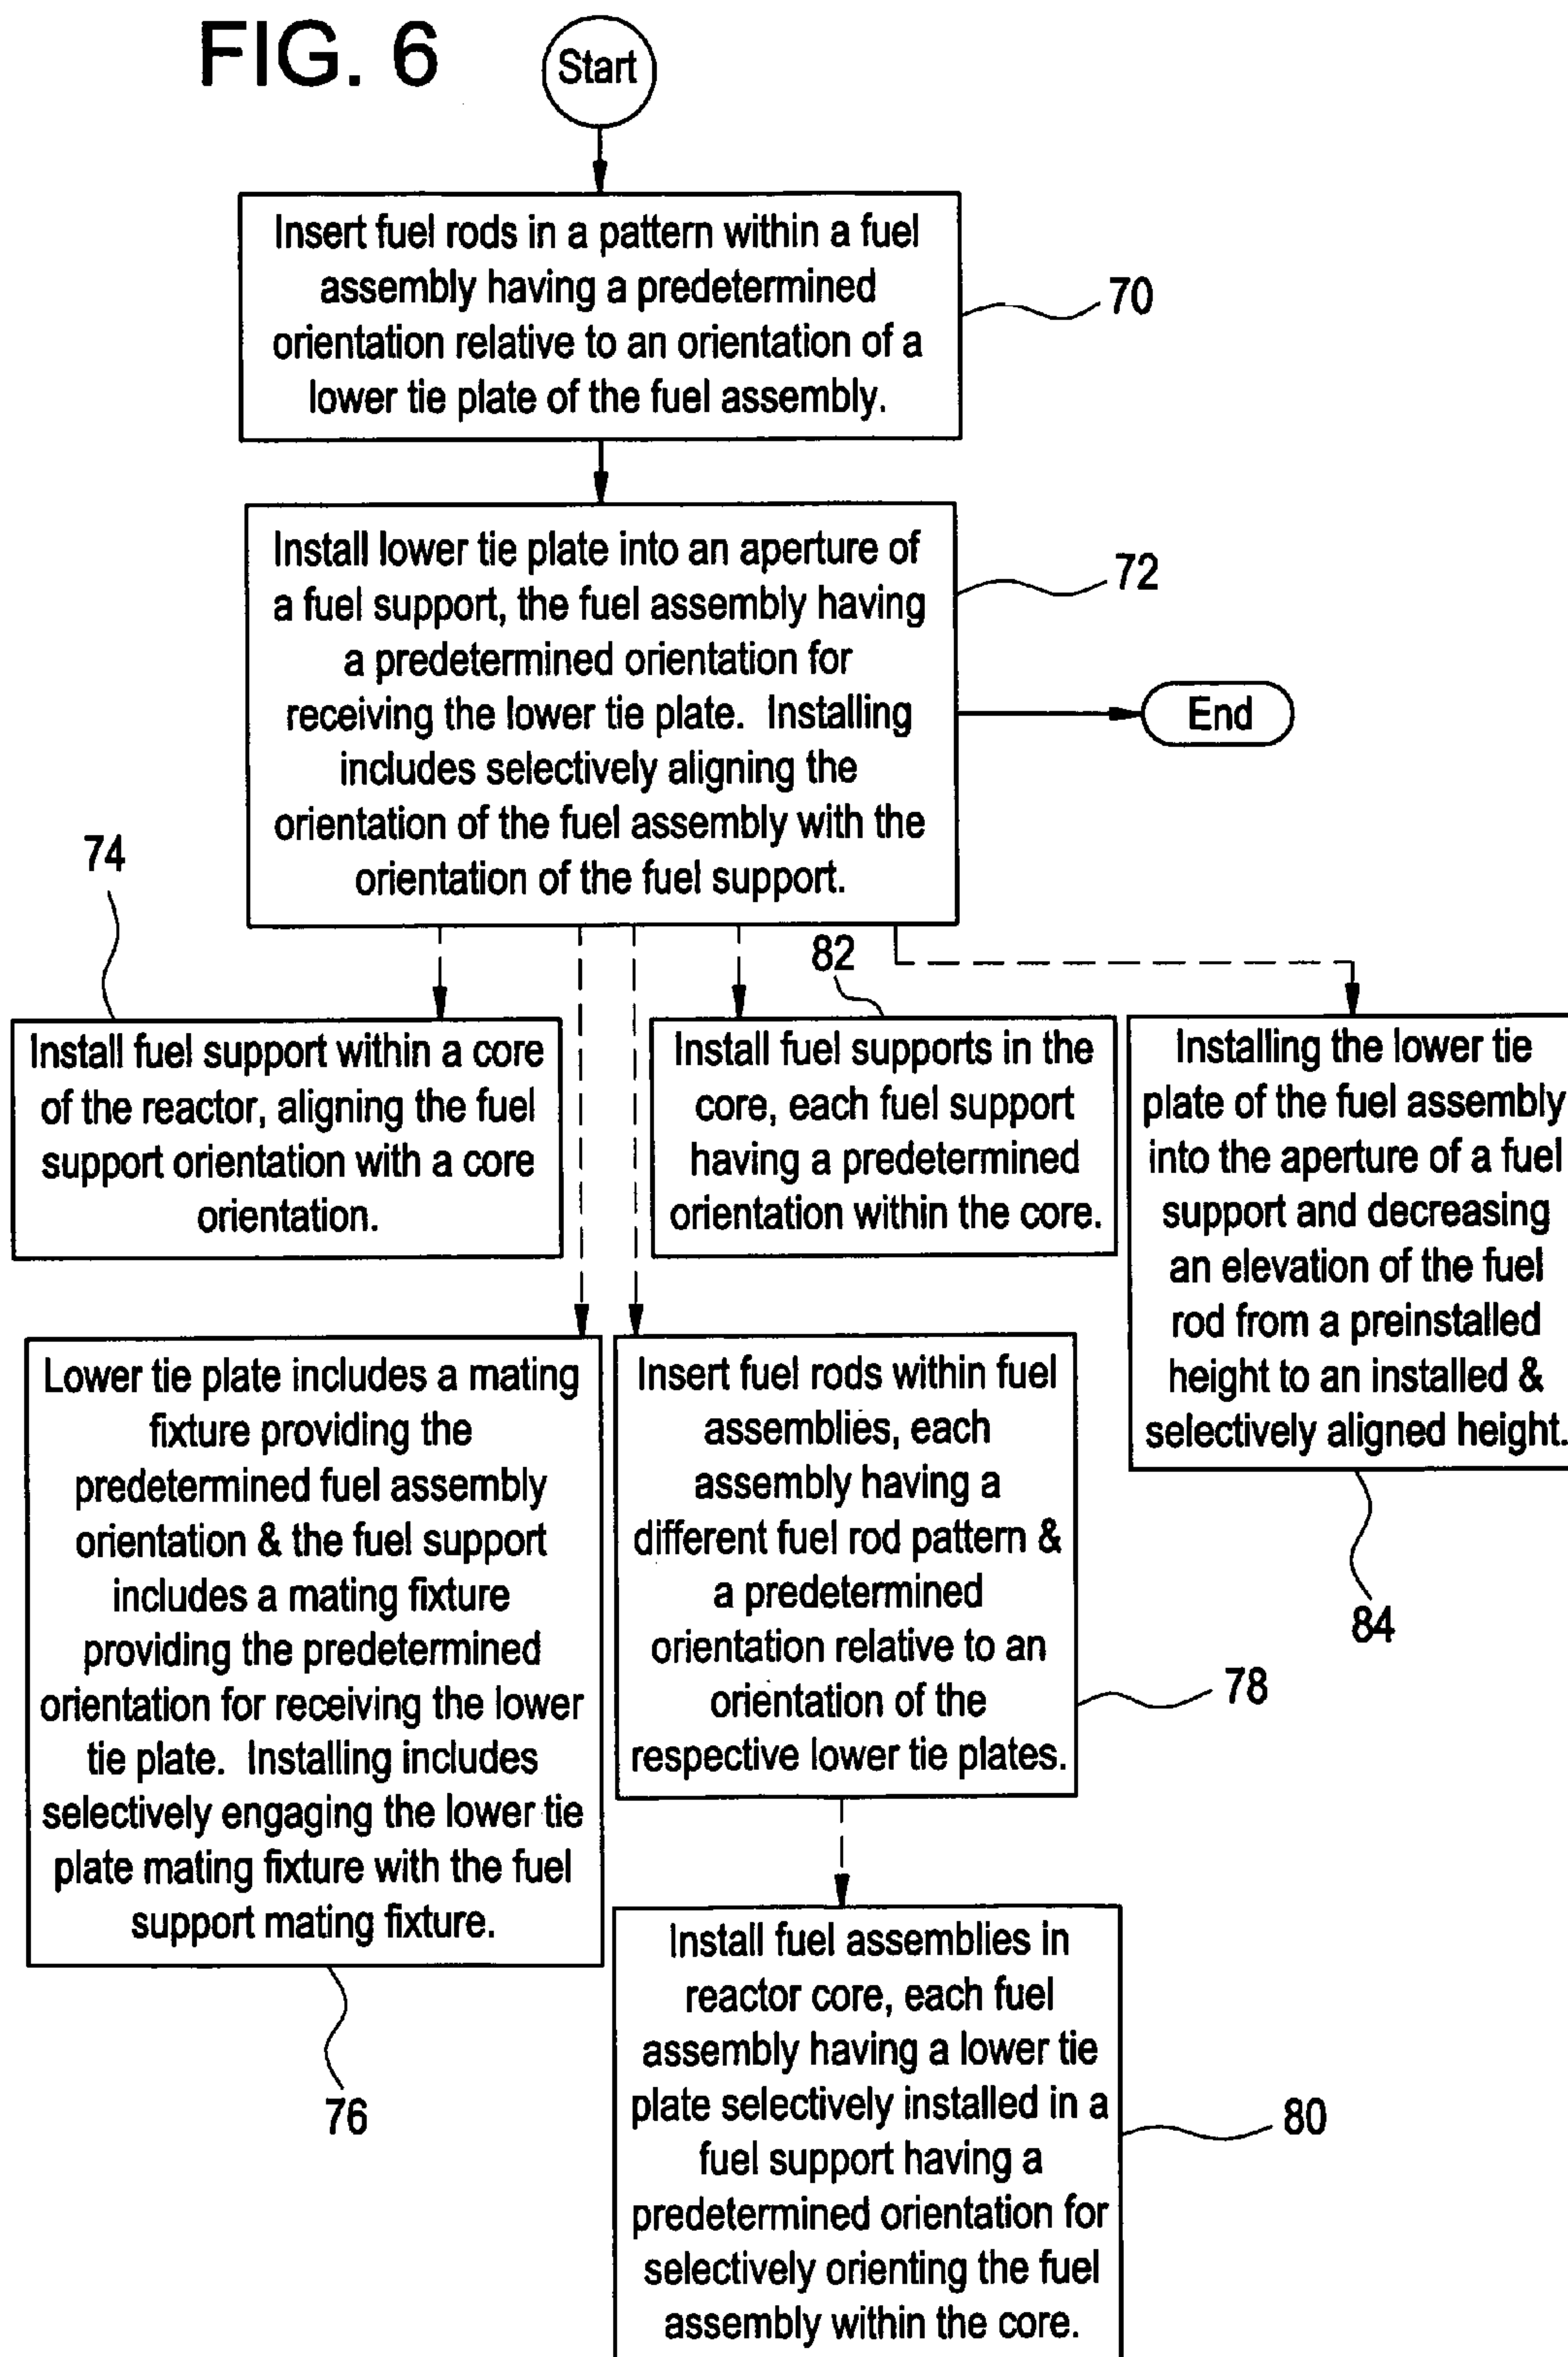 FIG. 6
Start
Insert fuel rods in a pattern within a fuel
assembly having a predetermined
orientation relative to an orientation of a
lower tie plate of the fuel assembly.
70
Install lower tie plate into an aperture of
a fuel support, the fuel assembly having
a predetermined orientation for
receiving the lower tie plate. Installing
includes selectively aligning the
orientation of the fuel assembly with the
orientation of the fuel support.
72
End
74
Install fuel support within a core
of the reactor, aligning the fuel
support orientation with a core
orientation.
82
Install fuel supports in the
core, each fuel support
having a predetermined
orientation within the core.
Installing the lower tie
plate of the fuel assembly
into the aperture of a fuel
support and decreasing
an elevation of the fuel
rod from a preinstalled
height to an installed &
selectively aligned height.
84
Lower tie plate includes a mating
fixture providing the
predetermined fuel assembly
orientation & the fuel support
includes a mating fixture
providing the predetermined
orientation for receiving the lower
tie plate. Installing includes
selectively engaging the lower tie
plate mating fixture with the fuel
support mating fixture.
76
Insert fuel rods within fuel
assemblies, each
assembly having a
different fuel rod pattern &
a predetermined
orientation relative to an
orientation of the
respective lower tie plates.
78
Install fuel assemblies in
reactor core, each fuel
assembly having a lower tie
plate selectively installed in a
fuel support having a
predetermined orientation for
selectively orienting the fuel
assembly within the core.
80